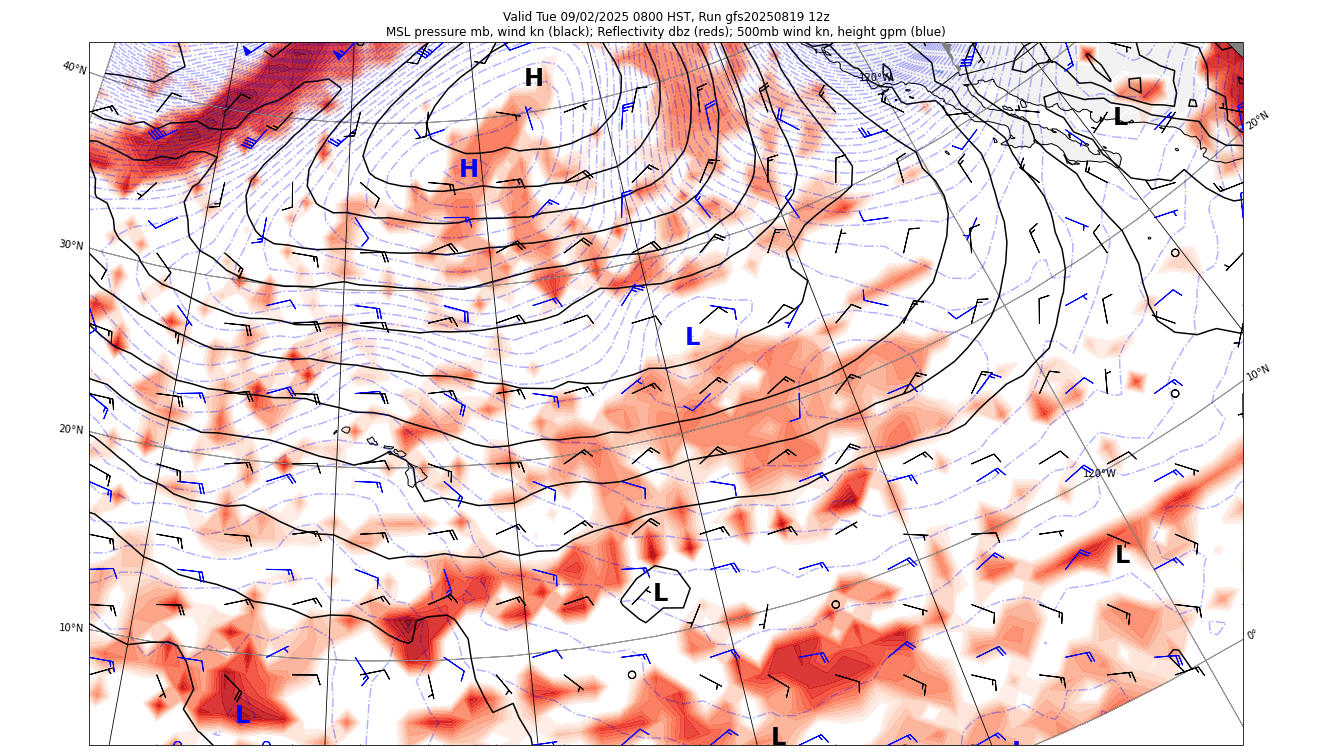 Valid Tue 09/02/2025 0800 HST, Run gfs20250819 12z
MSL pressure mb, wind kn (black); Reflectivity dbz (reds); 500mb wind kn, height gpm (blue)
40°N
H
120°W
L
20°N
H
30°N
L
10°N
20°N
120°W
L
L
10°N
0°
L
L